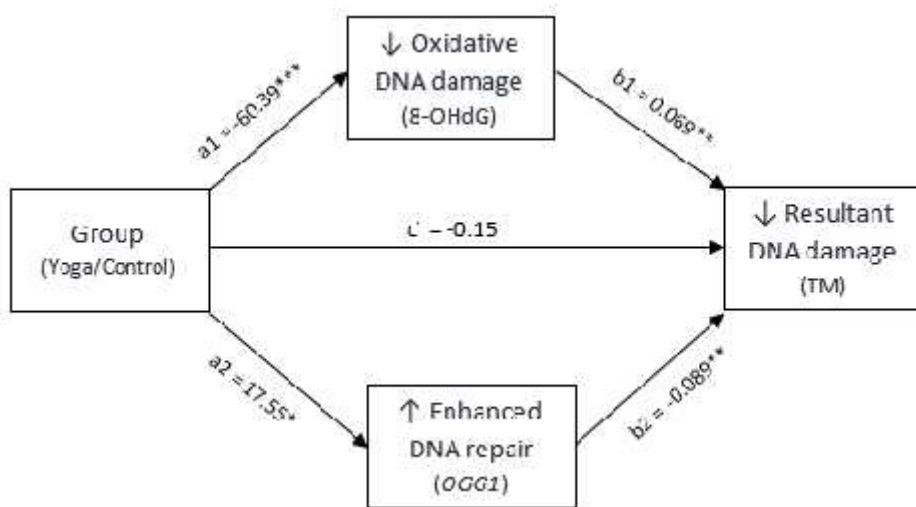 ↓ Oxidative
DNA damage
(8-OHdG)
a1 = -60.39***
b1 = 0.069**
Group
(Yoga/Control)
c' = -0.15
↓ Resultant
DNA damage
(TM)
a2 = 17.55*
b2 = -0.089**
↑ Enhanced
DNA repair
(OGG1)